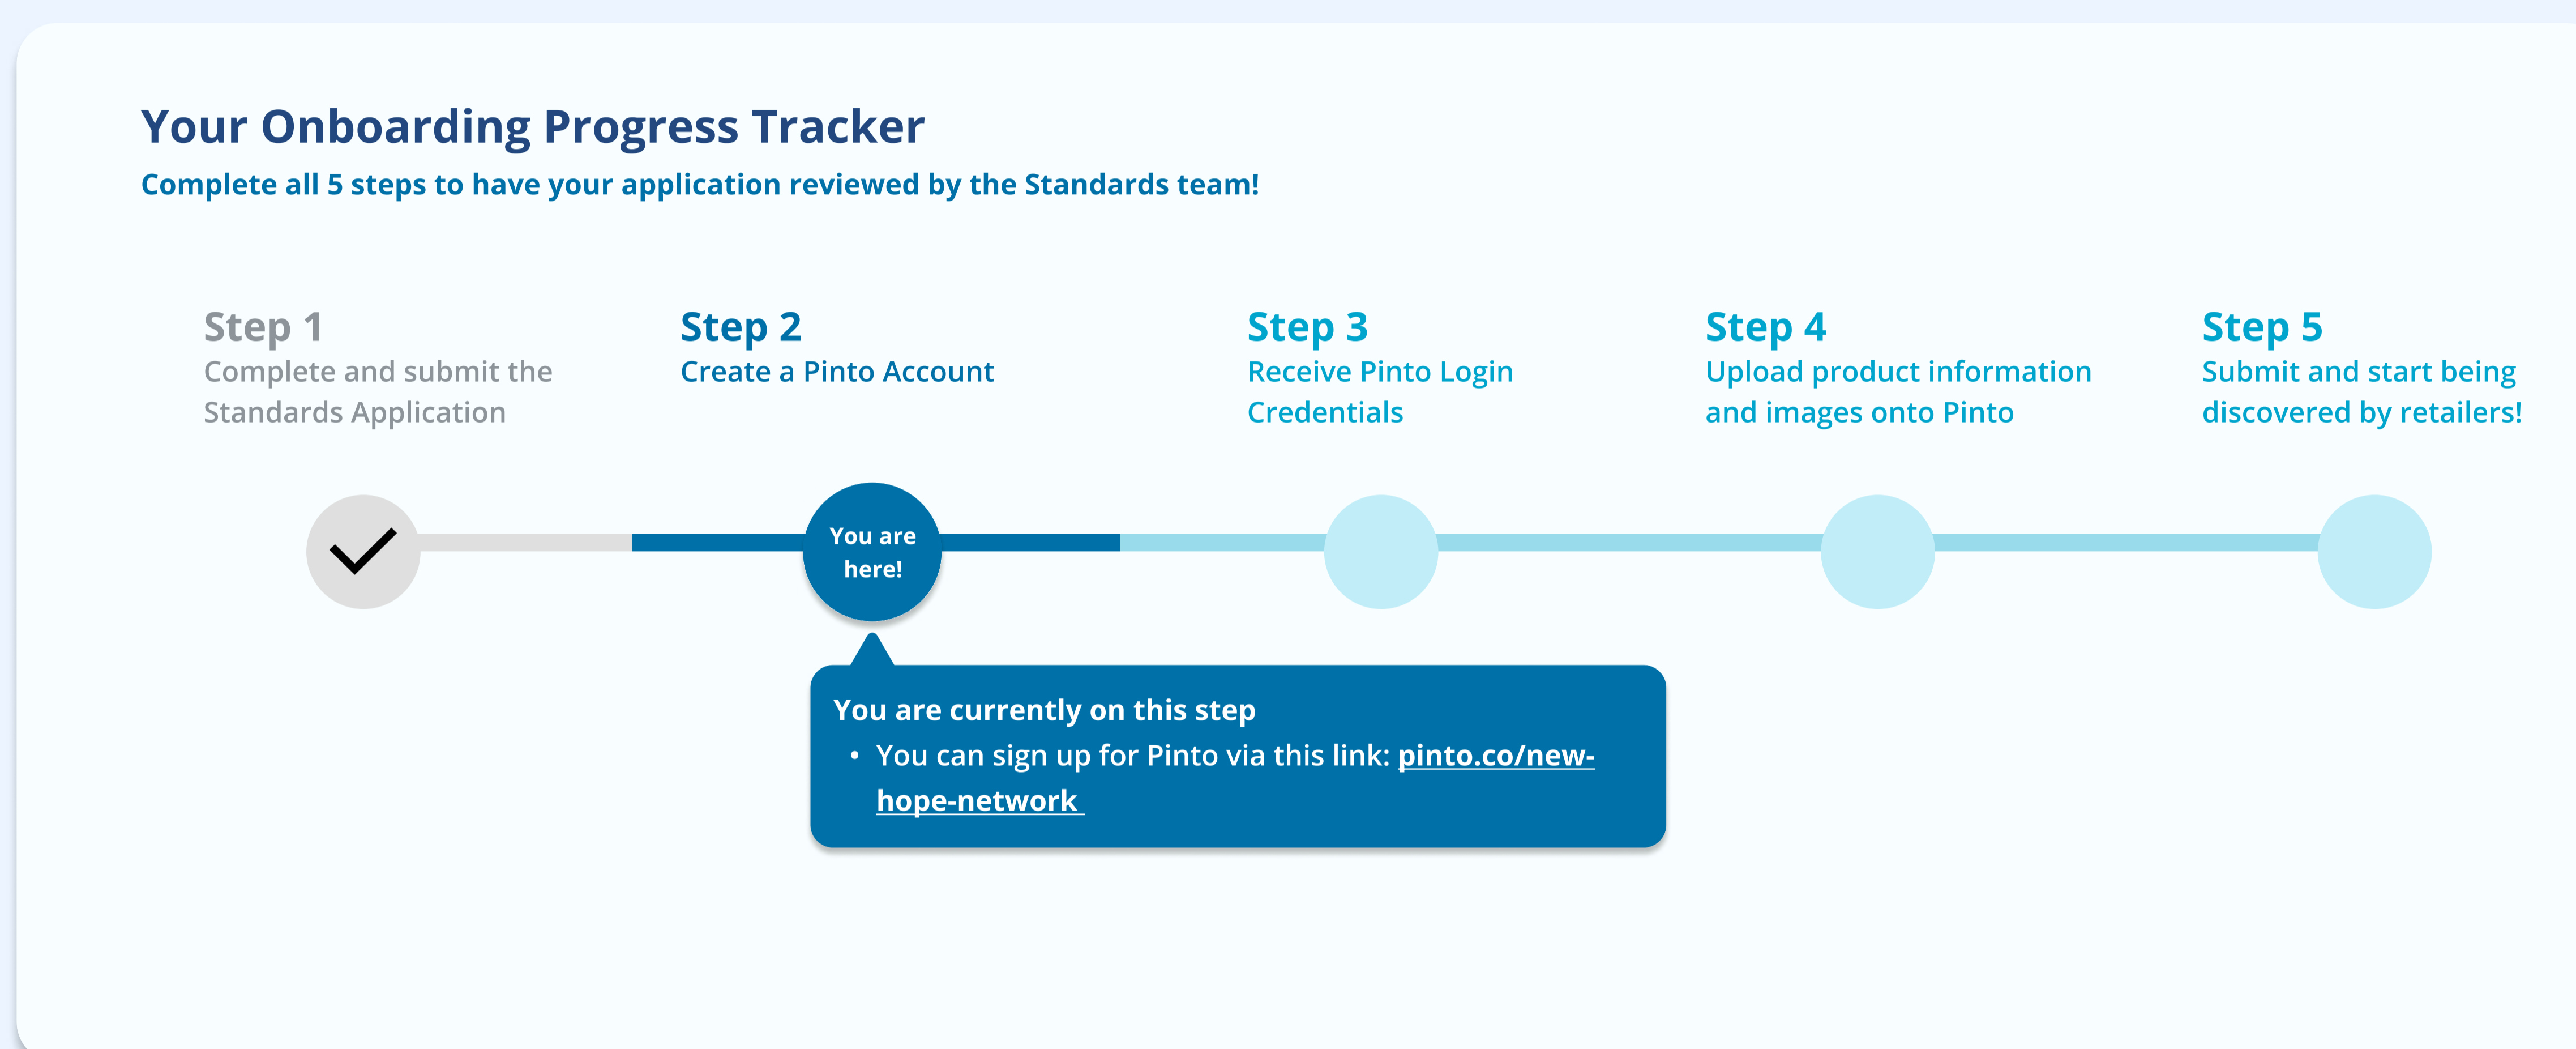 Your Onboarding Progress Tracker
Complete all 5 steps to have your application reviewed by the Standards team!
Step 1
Complete and submit the
Standards Application
Step 2
Create a Pinto Account
Step 3
Receive Pinto Login
Credentials
Step 4
Upload product information
and images onto Pinto
Step 5
Submit and start being
discovered by retailers!
You are
here!
You are currently on this step
• You can sign up for Pinto via this link: pinto.co/new-
hope-network